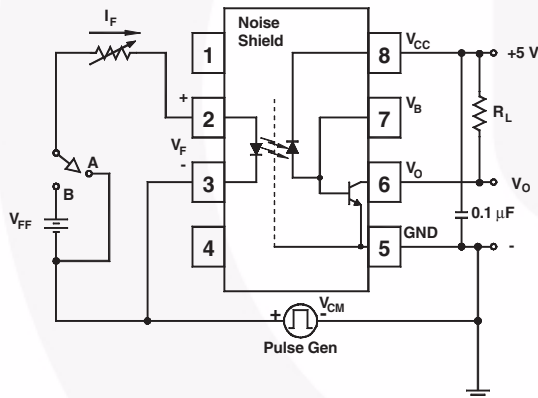 I_F
Noise
Shield
1
8
V_CC
+5 V
+
2
7
V_B
R_L
V_F
-
3
6
V_O
V_O
A
B
V_FF
0.1 µF
4
5
GND
-
+
V_CM
-
Pulse Gen